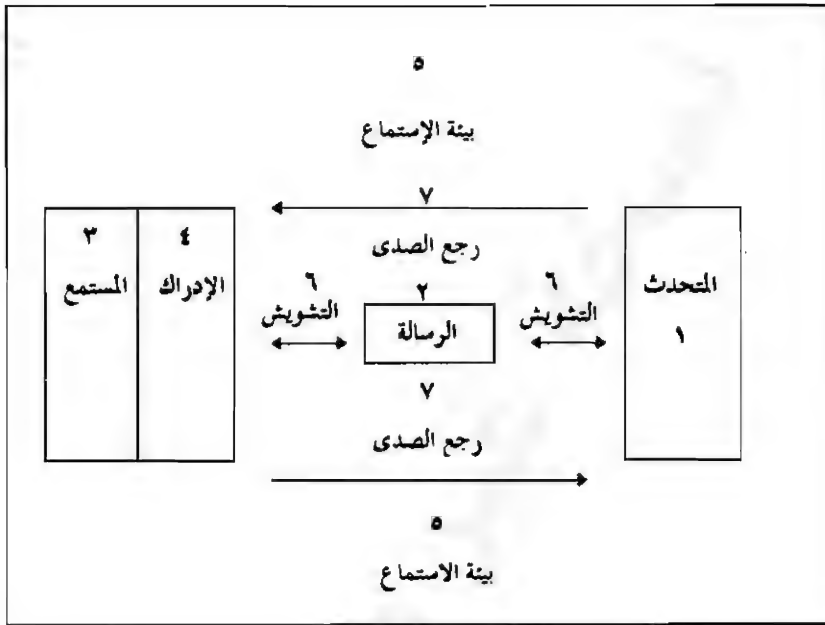 ٥
بيئة الإستماع
٧
رجع الصدى
المتحدث
١
٦
التشويش
٢
الرسالة
٦
التشويش
٤
الإدراك
٣
المستمع
٧
رجع الصدى
٥
بيئة الاستماع